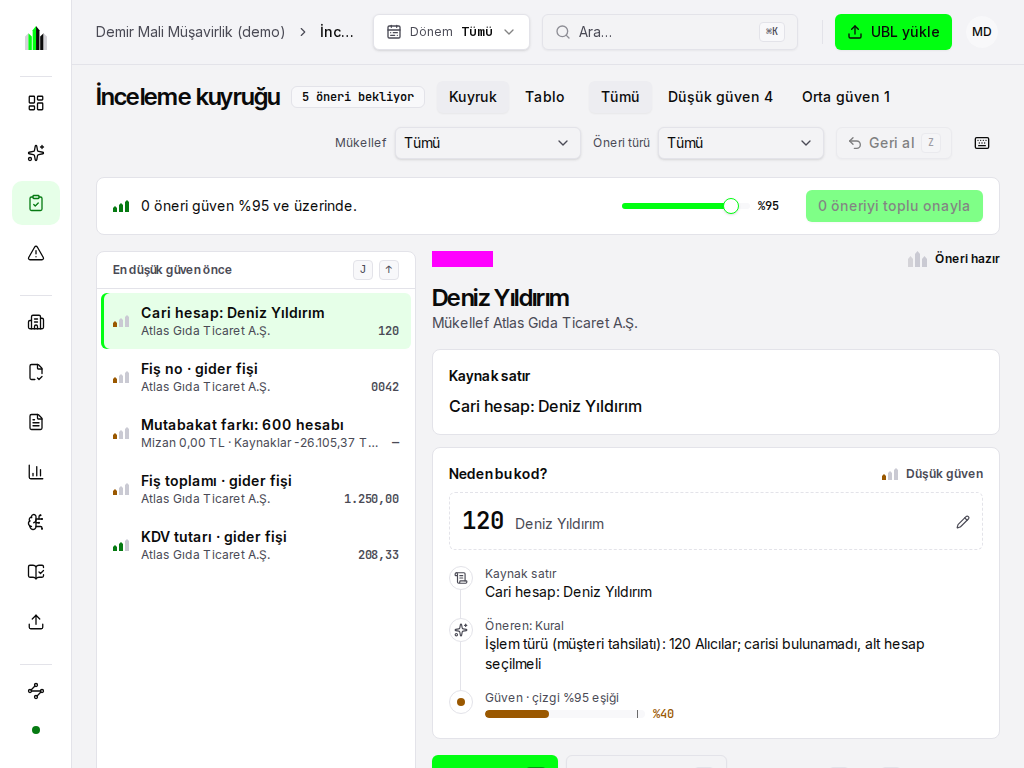 Demir Mali Müşavirlik (demo) > İnc… Dönem Tümü Ara… ⌘K UBL yükle MD
İnceleme kuyruğu 5 öneri bekliyor Kuyruk Tablo Tümü Düşük güven 4 Orta güven 1
Mükellef Tümü Öneri türü Tümü Geri al Z
0 öneri güven %95 ve üzerinde. %95 0 öneriyi toplu onayla
En düşük güven önce J ↑
Cari hesap: Deniz Yıldırım
Atlas Gıda Ticaret A.Ş. 120
Fiş no · gider fişi
Atlas Gıda Ticaret A.Ş. 0042
Mutabakat farkı: 600 hesabı
Mizan 0,00 TL · Kaynaklar -26.105,37 T… —
Fiş toplamı · gider fişi
Atlas Gıda Ticaret A.Ş. 1.250,00
KDV tutarı · gider fişi
Atlas Gıda Ticaret A.Ş. 208,33
Öneri hazır
Deniz Yıldırım
Mükellef Atlas Gıda Ticaret A.Ş.
Kaynak satır
Cari hesap: Deniz Yıldırım
Neden bu kod? Düşük güven
120 Deniz Yıldırım
Kaynak satır
Cari hesap: Deniz Yıldırım
Öneren: Kural
İşlem türü (müşteri tahsilatı): 120 Alıcılar; carisi bulunamadı, alt hesap
seçilmeli
Güven · çizgi %95 eşiği
%40